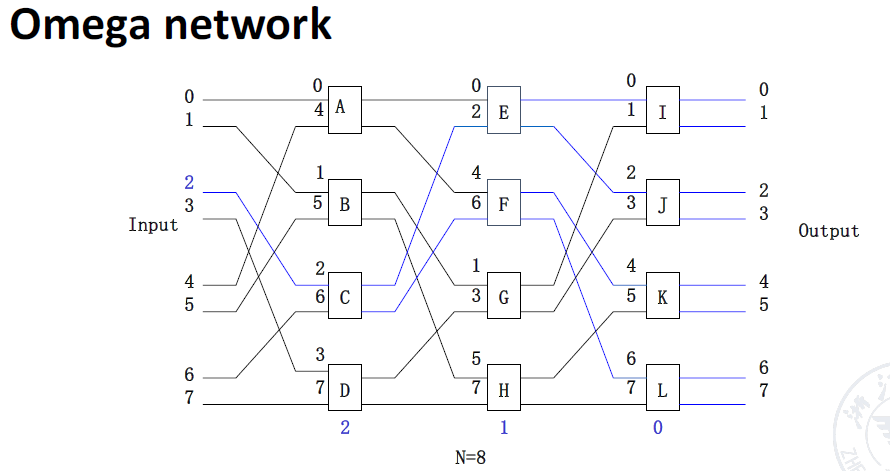 Omega network
0 0 0 0 0
1 4 A 2 E 1 I 1
2 1 4 2 2
3 5 B 6 F 3 J 3
Input Output
4 2 1 4 4
5 6 C 3 G 5 K 5
6 3 5 6 6
7 7 D 7 H 7 L 7
2 1 0
N=8